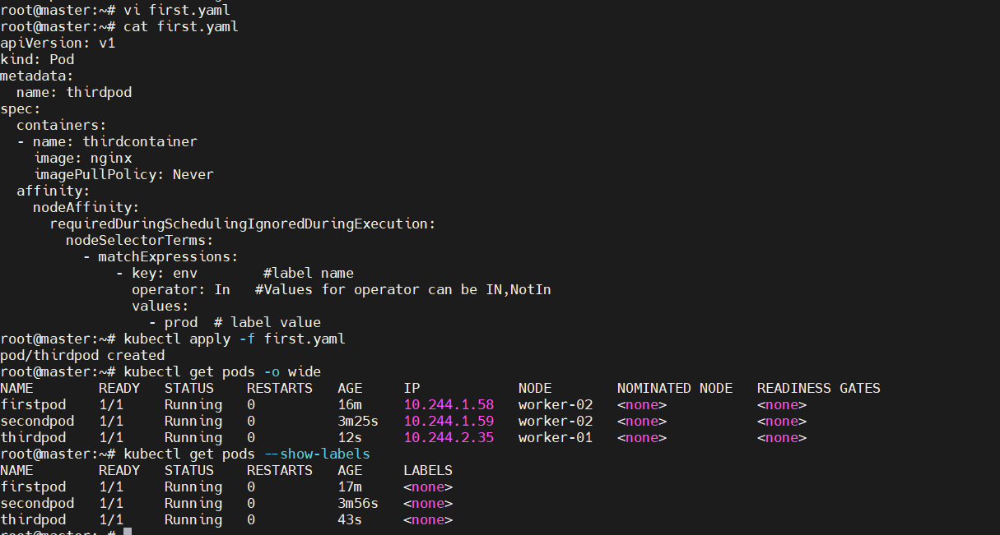 root@master:~# vi first.yaml
root@master:~# cat first.yaml
apiVersion: v1
kind: Pod
metadata:
  name: thirdpod
spec:
  containers:
  - name: thirdcontainer
    image: nginx
    imagePullPolicy: Never
  affinity:
    nodeAffinity:
      requiredDuringSchedulingIgnoredDuringExecution:
        nodeSelectorTerms:
          - matchExpressions:
              - key: env        #label name
                operator: In   #Values for operator can be IN,NotIn
                values:
                  - prod  # label value
root@master:~# kubectl apply -f first.yaml
pod/thirdpod created
root@master:~# kubectl get pods -o wide
NAME        READY   STATUS    RESTARTS   AGE     IP            NODE        NOMINATED NODE   READINESS GATES
firstpod    1/1     Running   0          16m     10.244.1.58   worker-02   <none>           <none>
secondpod   1/1     Running   0          3m25s   10.244.1.59   worker-02   <none>           <none>
thirdpod    1/1     Running   0          12s     10.244.2.35   worker-01   <none>           <none>
root@master:~# kubectl get pods --show-labels
NAME        READY   STATUS    RESTARTS   AGE     LABELS
firstpod    1/1     Running   0          17m     <none>
secondpod   1/1     Running   0          3m56s   <none>
thirdpod    1/1     Running   0          43s     <none>
root@master:~#